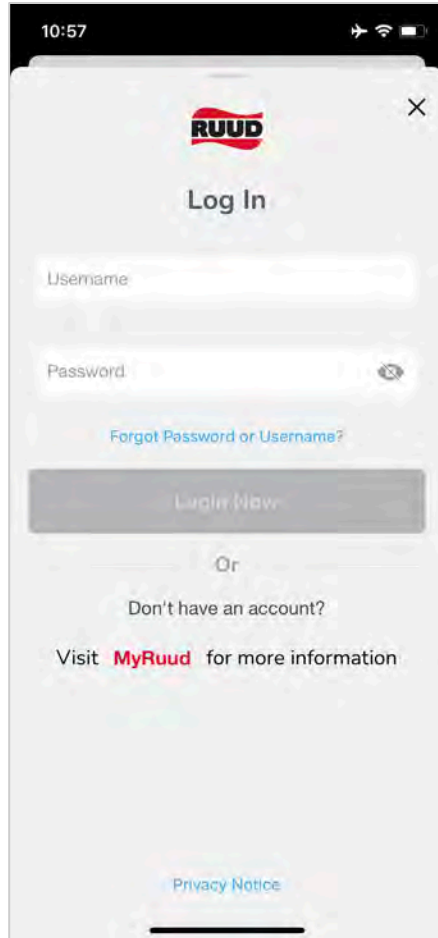 10:57
RUUD
Log In
Username
Password
Forgot Password or Username?
Login Now
Or
Don't have an account?
Visit MyRuud for more information
Privacy Notice